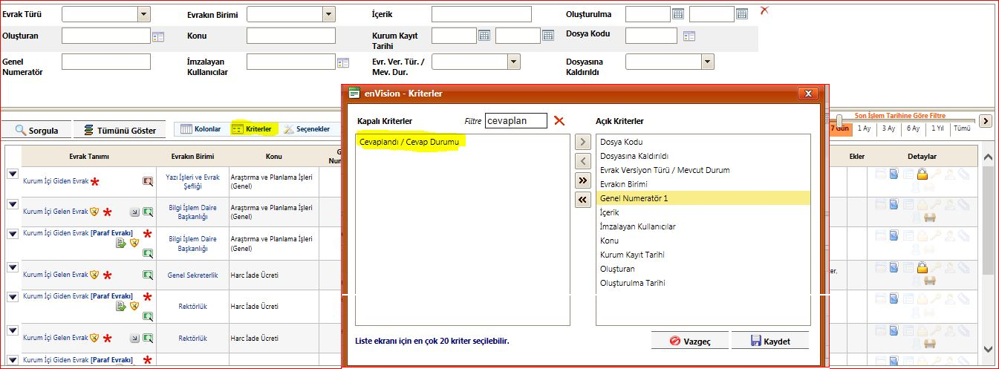 Evrak Türü
Evrakın Birimi
İçerik
Oluşturulma
Oluşturan
Konu
Kurum Kayıt
Tarihi
Dosya Kodu
Genel
Numeratör
İmzalayan
Kullanıcılar
Evr. Ver. Tür. /
Mev. Dur.
Dosyasına
Kaldırıldı
Sorgula
Tümünü Göster
Kolonlar
Kriterler
Seçenekler
Son İşlem Tarihine Göre Filtre
7 Gün
1 Ay
3 Ay
6 Ay
1 Yıl
Tümü
enVision - Kriterler
Kapalı Kriterler
Filtre
cevaplan
Açık Kriterler
Cevaplandı / Cevap Durumu
Dosya Kodu
Dosyasına Kaldırıldı
Evrak Versiyon Türü / Mevcut Durum
Evrakın Birimi
Genel Numeratör 1
İçerik
İmzalayan Kullanıcılar
Konu
Kurum Kayıt Tarihi
Oluşturan
Oluşturulma Tarihi
Liste ekranı için en çok 20 kriter seçilebilir.
Vazgeç
Kaydet
Evrak Tanımı
Evrakın Birimi
Konu
G
Nu
Ekler
Detaylar
Kurum İçi Giden Evrak
Yazı İşleri ve Evrak
Şefliği
Araştırma ve Planlama İşleri
(Genel)
Kurum İçi Gelen Evrak
Bilgi İşlem Daire
Başkanlığı
Araştırma ve Planlama İşleri
(Genel)
Kurum İçi Giden Evrak [Paraf Evrakı]
Bilgi İşlem Daire
Başkanlığı
Araştırma ve Planlama İşleri
(Genel)
Kurum İçi Gelen Evrak
Genel Sekreterlik
Harc İade Ücreti
Kurum İçi Giden Evrak [Paraf Evrakı]
Rektörlük
Harc İade Ücreti
Kurum İçi Gelen Evrak
Rektörlük
Harc İade Ücreti
Kurum İçi Giden Evrak [Paraf Evrakı]